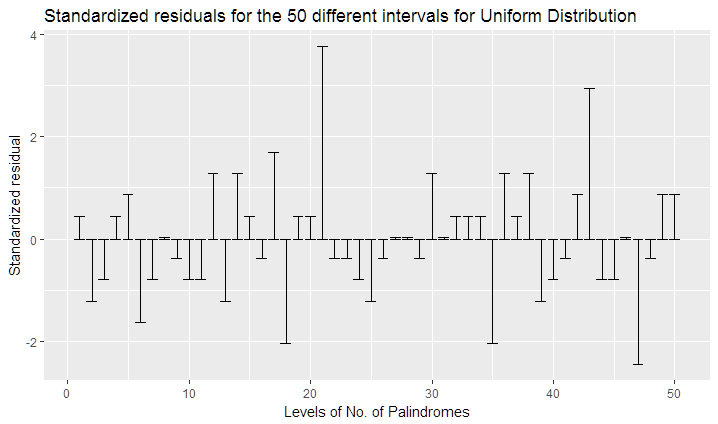 Standardized residuals for the 50 different intervals for Uniform Distribution
4
2
0
-2
Standardized residual
0 10 20 30 40 50
Levels of No. of Palindromes